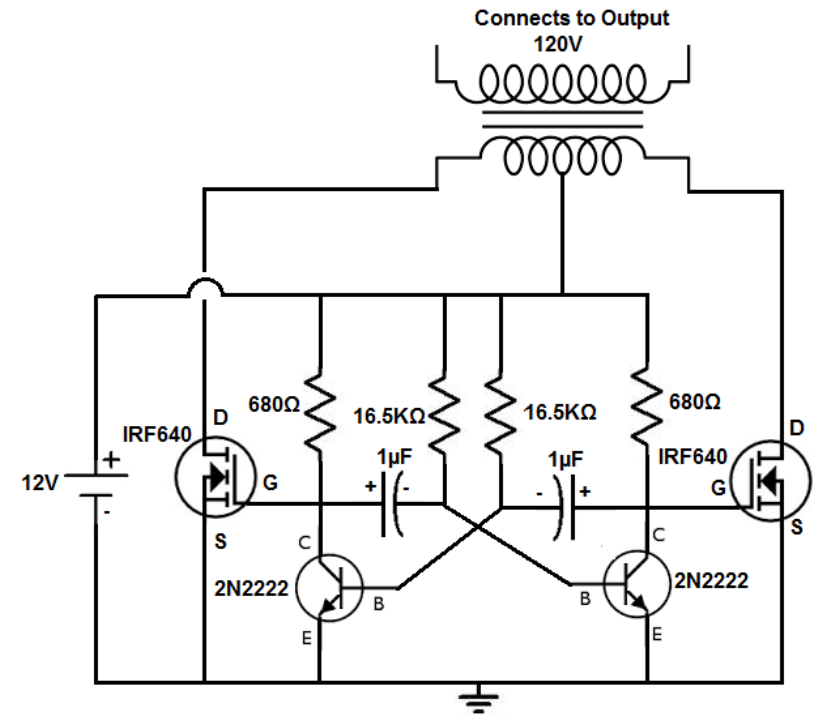 Connects to Output
120V
680Ω
16.5KΩ
16.5KΩ
680Ω
IRF640
D
1µF
1µF
IRF640
D
12V
+
-
G
+
-
-
+
G
S
S
C
C
2N2222
B
B
2N2222
E
E